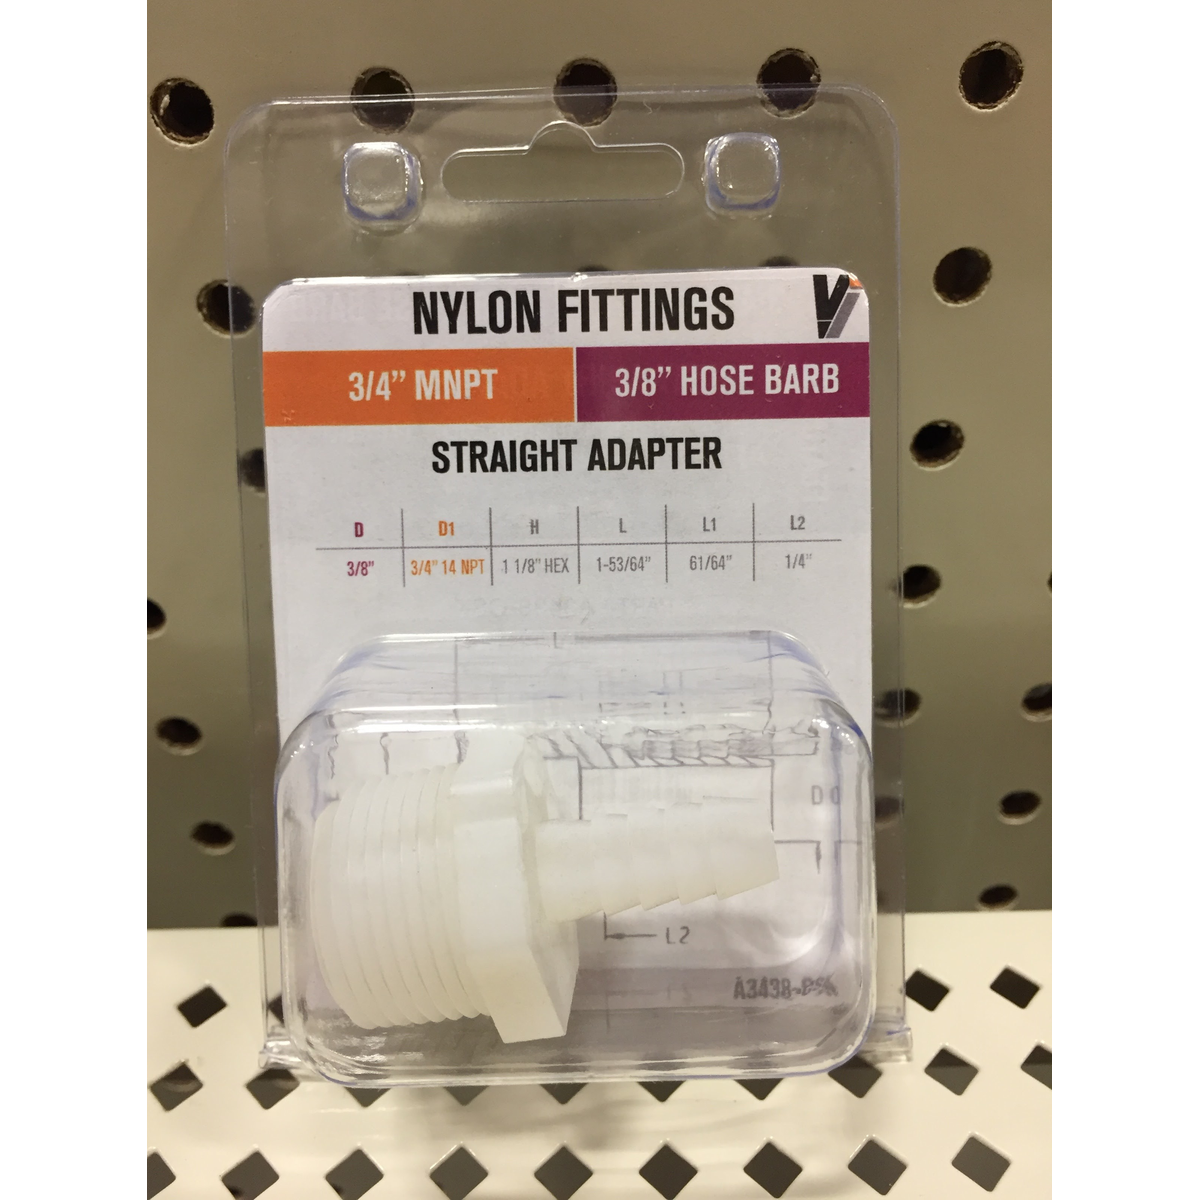 NYLON FITTINGS
3/4” MNPT 3/8” HOSE BARB
STRAIGHT ADAPTER
D D1 H L L1 L2
3/8” 3/4” 14 NPT 1 1/8” HEX 1-53/64” 61/64” 1/4”
D
L2